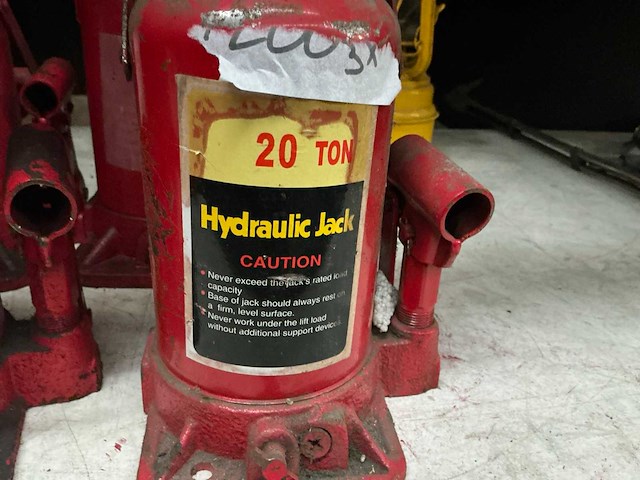 20 TON
Hydraulic Jack
CAUTION
• Never exceed the jack's rated load
capacity
• Base of jack should always rest on
a firm, level surface.
• Never work under the lift load
without additional support devices.